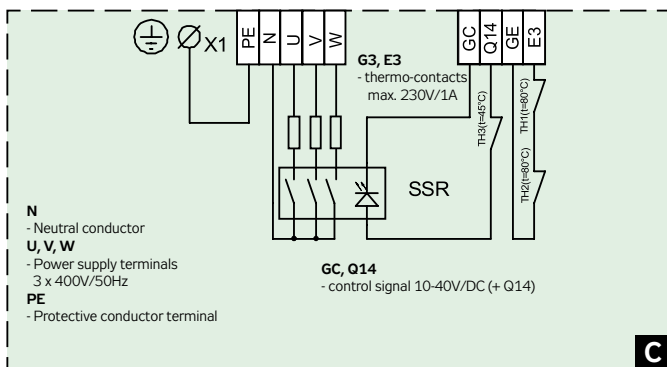 X1
PE
N
U
V
W
GC
Q14
GE
E3
G3, E3
- thermo-contacts
max. 230V/1A
TH3(t=45°C)
TH1(t=80°C)
TH2(t=80°C)
SSR
N
- Neutral conductor
U, V, W
- Power supply terminals
3 x 400V/50Hz
PE
- Protective conductor terminal
GC, Q14
- control signal 10-40V/DC (+ Q14)
C